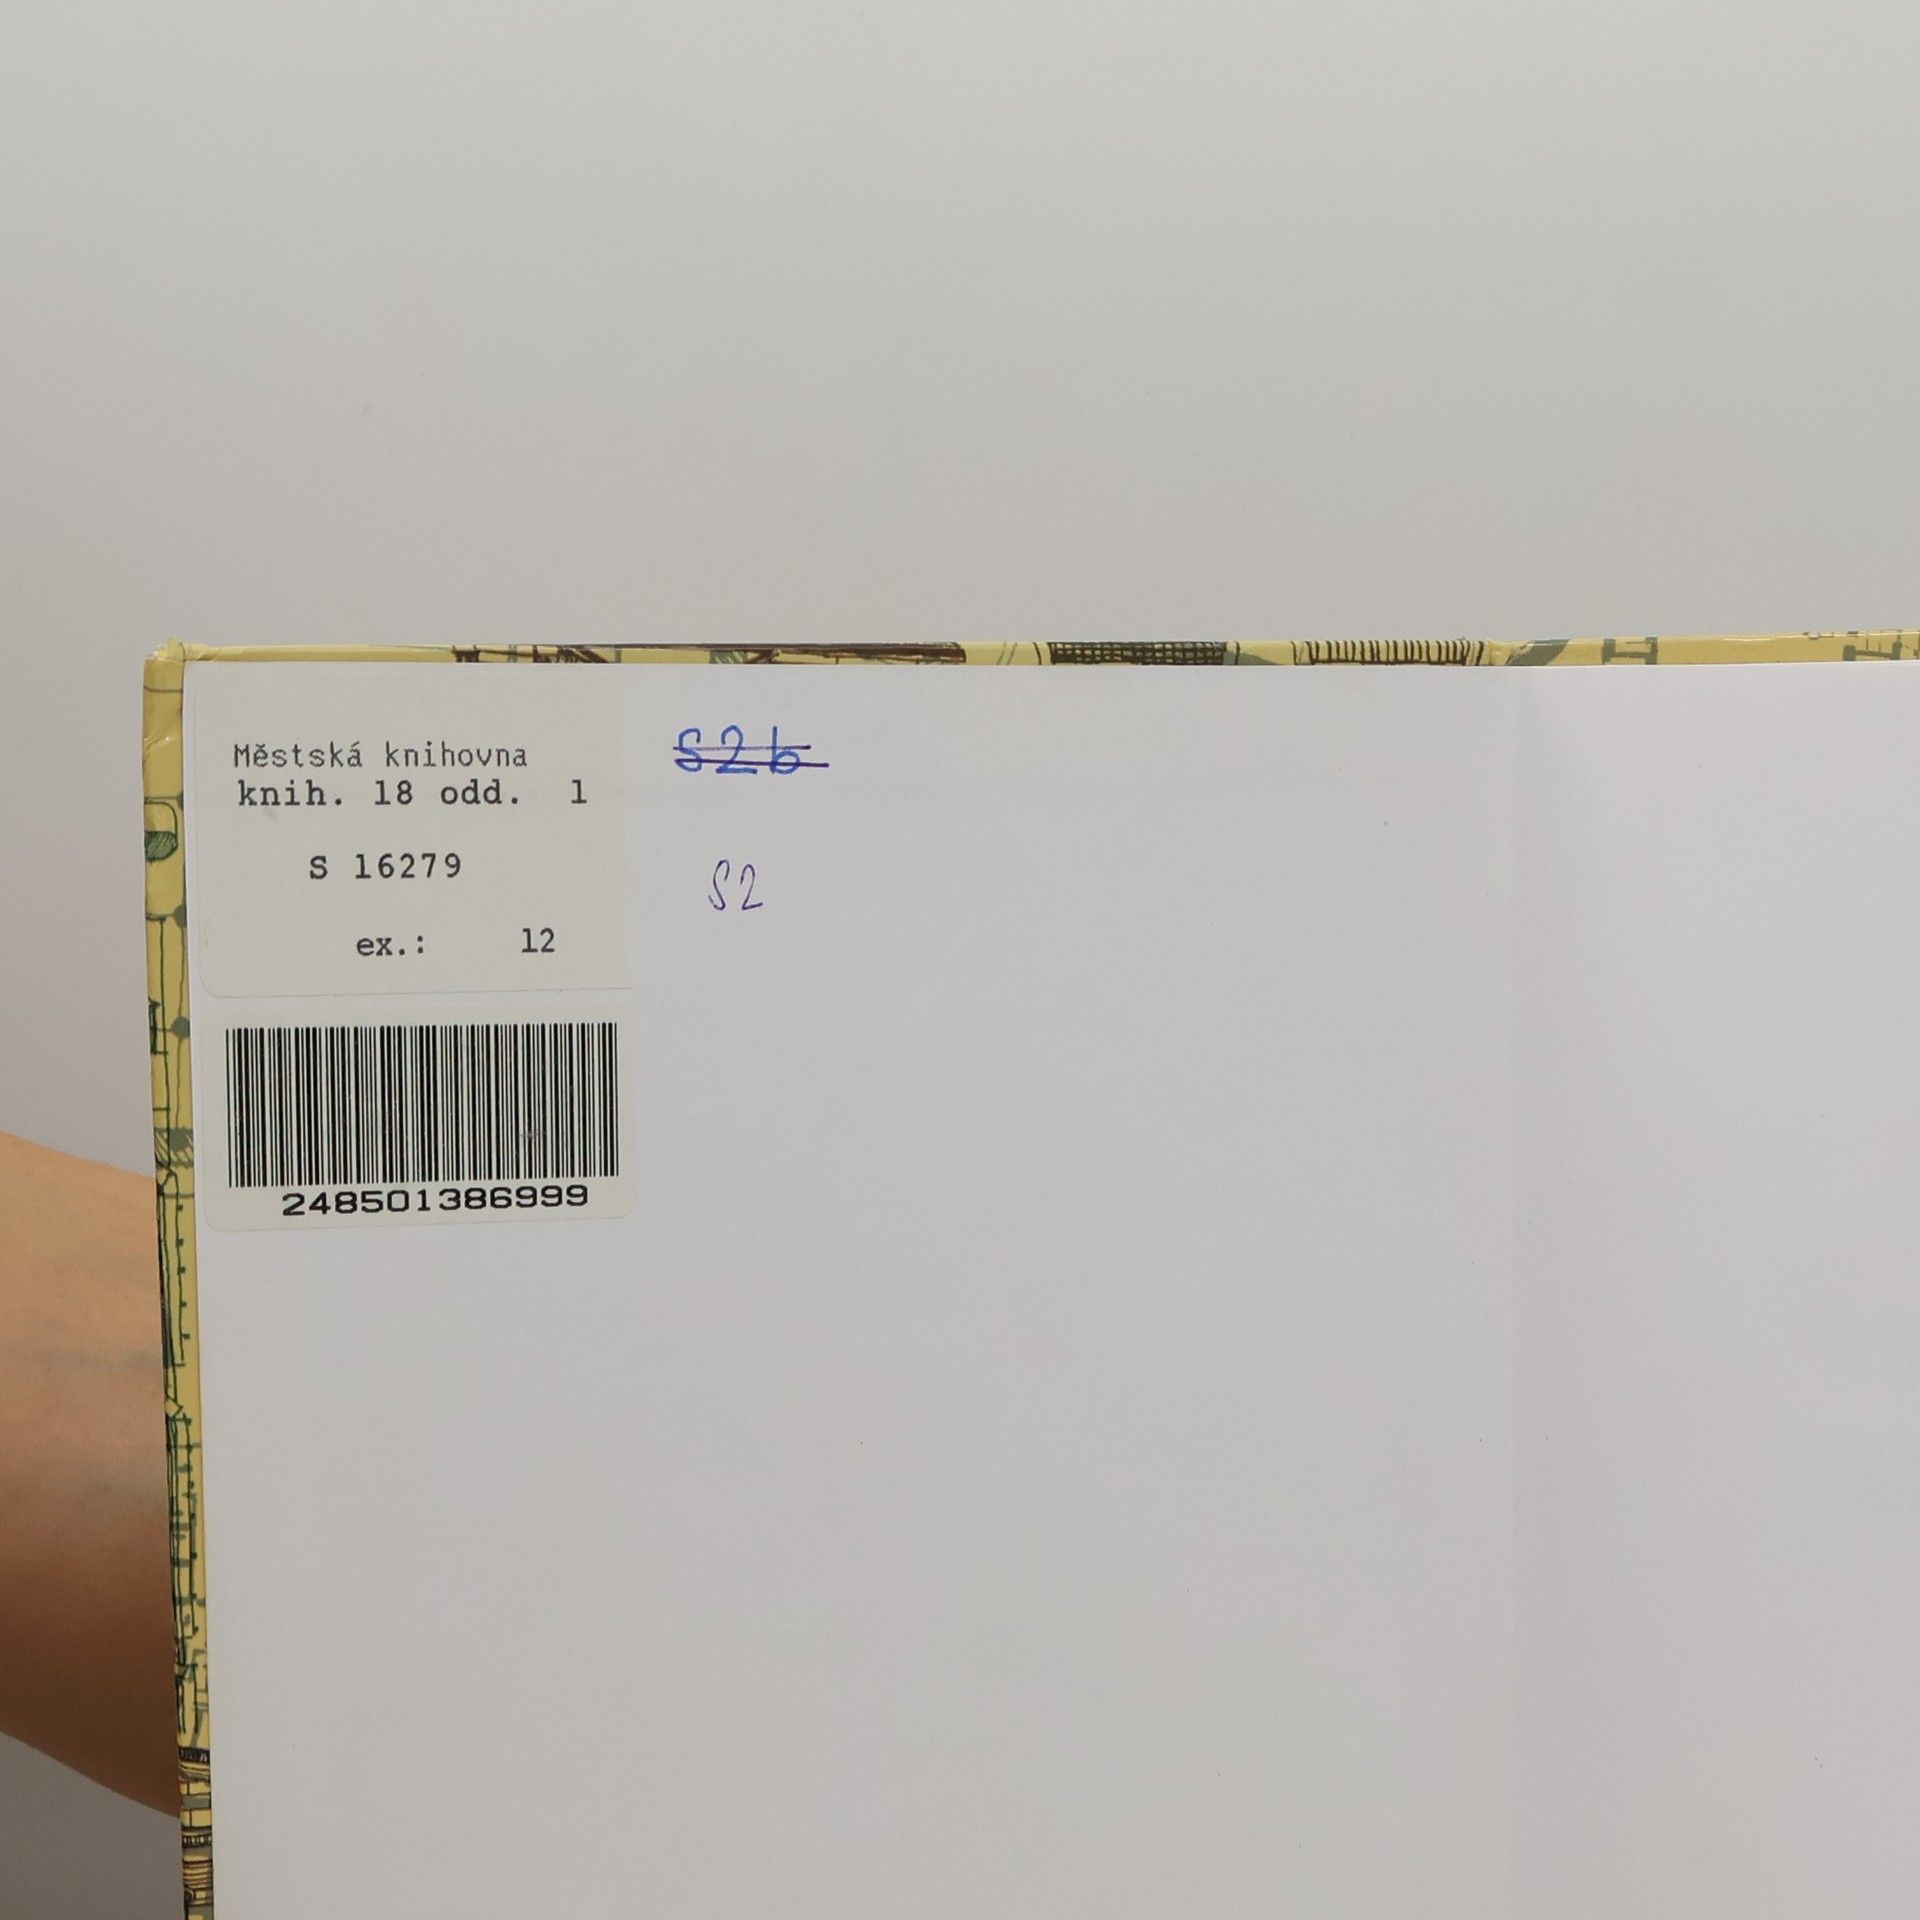 Městská knihovna
knih. 18 odd. 1
S 16279
ex.: 12
248501386999
S2b
S2